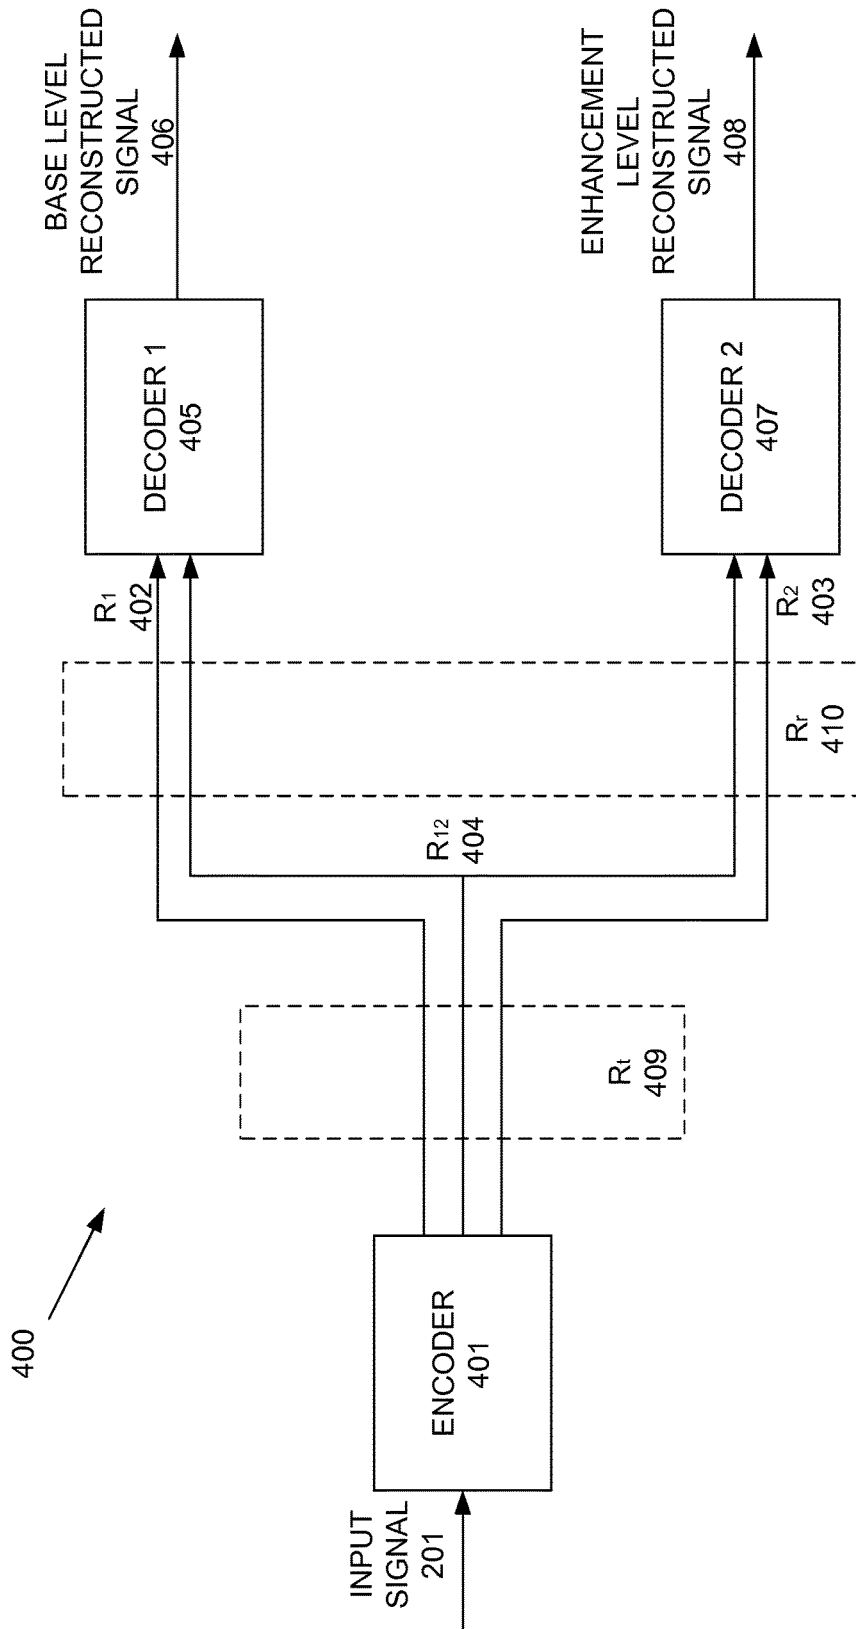 400
INPUT
SIGNAL
201
ENCODER
401
Rt
409
R12
404
Rr
410
R1
402
R2
403
DECODER 1
405
DECODER 2
407
BASE LEVEL
RECONSTRUCTED
SIGNAL
406
ENHANCEMENT
LEVEL
RECONSTRUCTED
SIGNAL
408